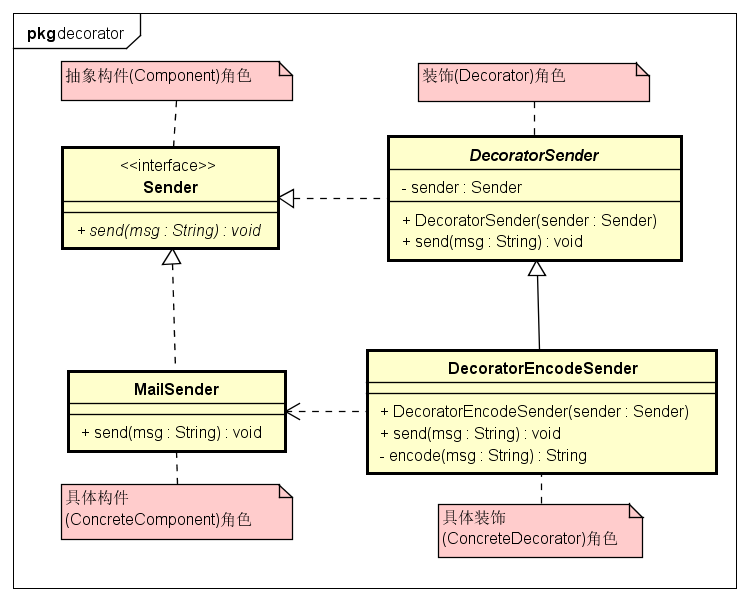 pkg decorator
抽象构件(Component)角色
装饰(Decorator)角色
<<interface>>
Sender
+ send(msg : String) : void
DecoratorSender
- sender : Sender
+ DecoratorSender(sender : Sender)
+ send(msg : String) : void
MailSender
+ send(msg : String) : void
DecoratorEncodeSender
+ DecoratorEncodeSender(sender : Sender)
+ send(msg : String) : void
- encode(msg : String) : String
具体构件
(ConcreteComponent)角色
具体装饰
(ConcreteDecorator)角色